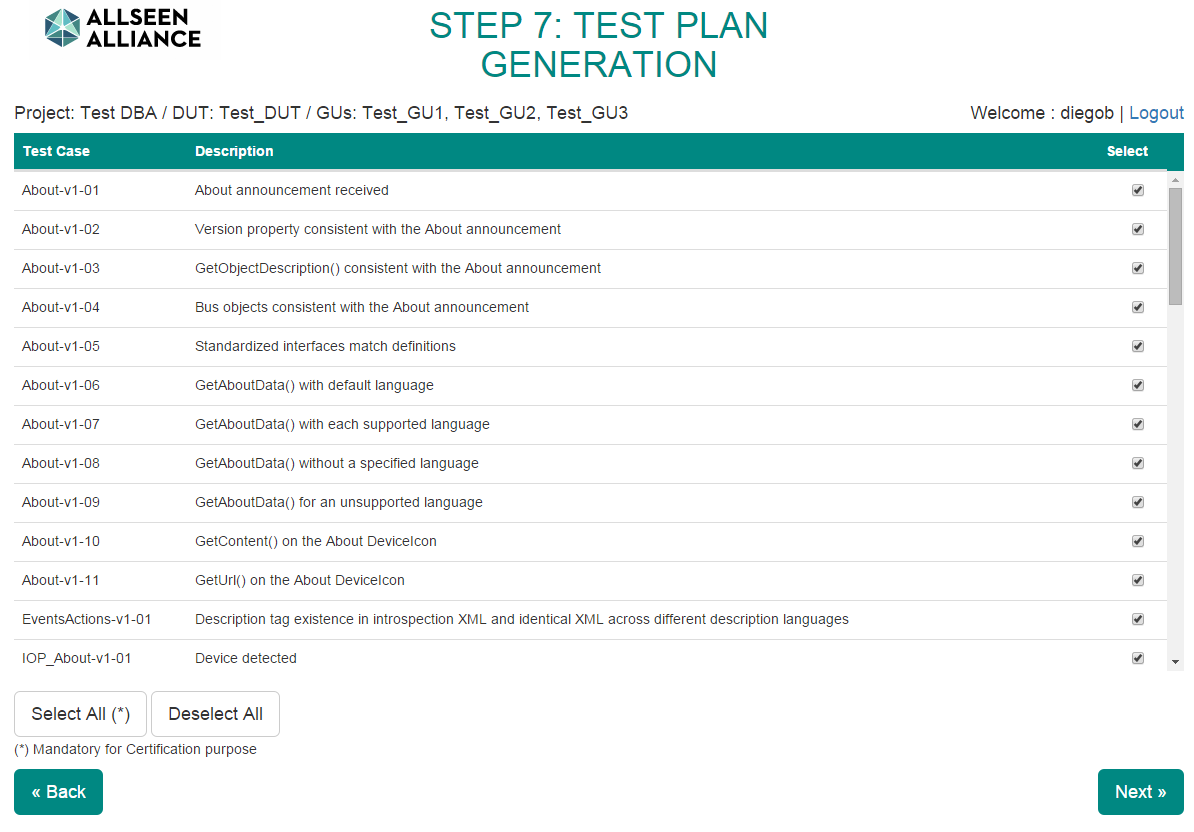 ALLSEEN
ALLIANCE
STEP 7: TEST PLAN
GENERATION
Project: Test DBA / DUT: Test_DUT / GUs: Test_GU1, Test_GU2, Test_GU3
Welcome : diegob | Logout
Test Case Description Select
About-v1-01 About announcement received
About-v1-02 Version property consistent with the About announcement
About-v1-03 GetObjectDescription() consistent with the About announcement
About-v1-04 Bus objects consistent with the About announcement
About-v1-05 Standardized interfaces match definitions
About-v1-06 GetAboutData() with default language
About-v1-07 GetAboutData() with each supported language
About-v1-08 GetAboutData() without a specified language
About-v1-09 GetAboutData() for an unsupported language
About-v1-10 GetContent() on the About DeviceIcon
About-v1-11 GetUrl() on the About DeviceIcon
EventsActions-v1-01 Description tag existence in introspection XML and identical XML across different description languages
IOP_About-v1-01 Device detected
Select All (*) Deselect All
(*) Mandatory for Certification purpose
« Back Next »